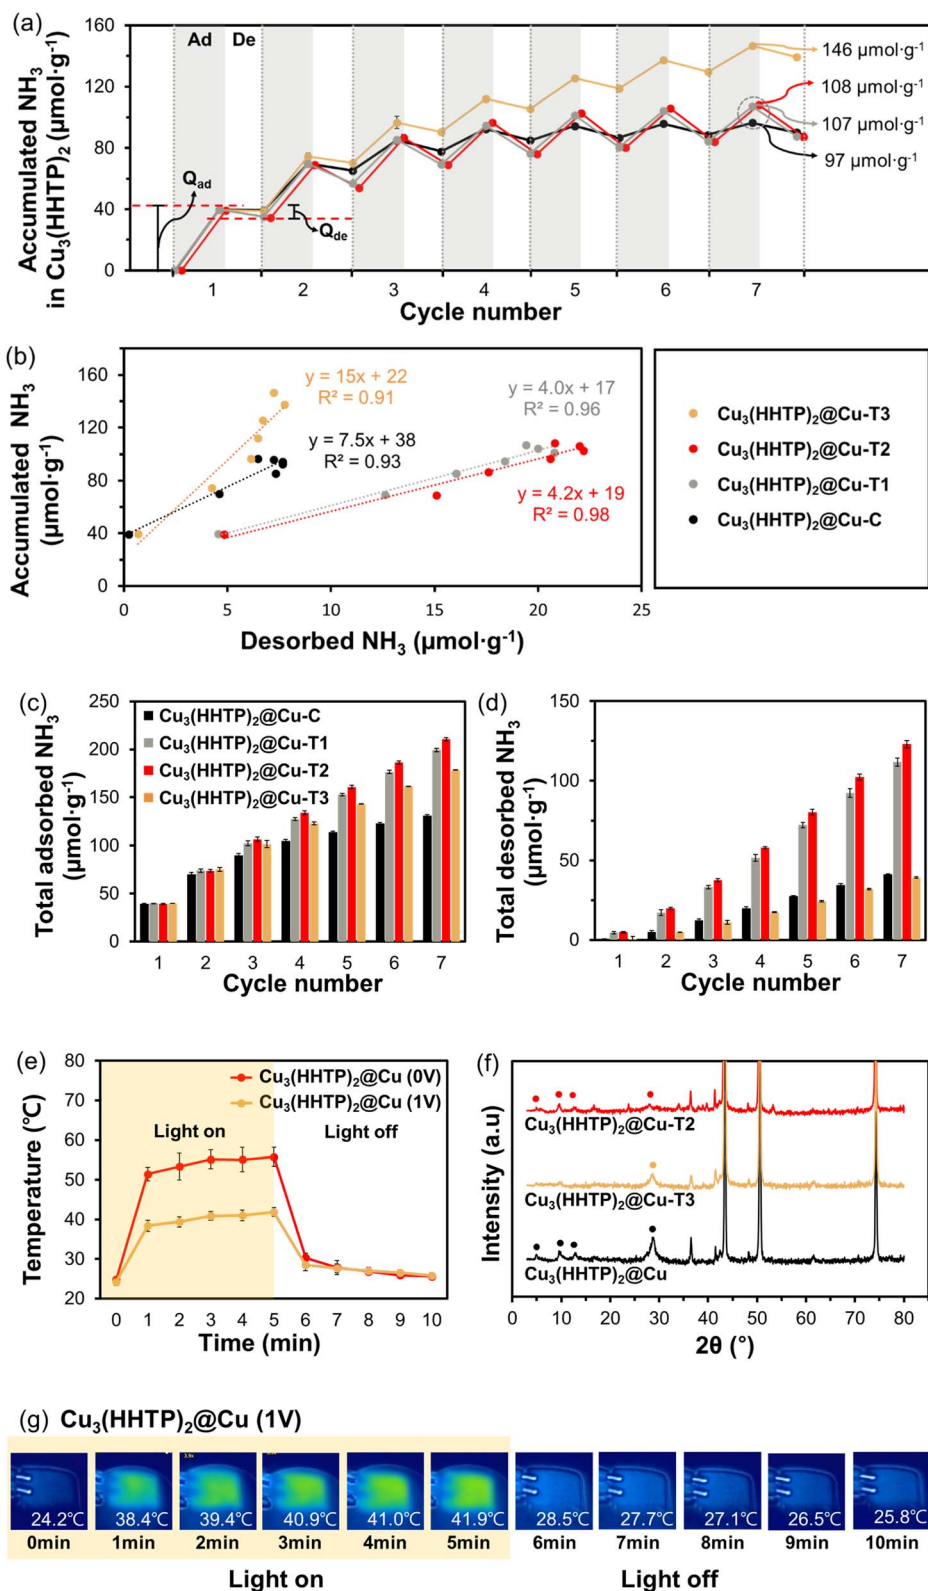 (a)
Accumulated NH₃
in Cu₃(HHTP)₂ (μmol·g⁻¹)
160
120
80
40
0
Ad De
Q_ad
Q_de
146 μmol·g⁻¹
108 μmol·g⁻¹
107 μmol·g⁻¹
97 μmol·g⁻¹
1 2 3 4 5 6 7
Cycle number
(b)
Accumulated NH₃
(μmol·g⁻¹)
160
120
80
40
0
y = 15x + 22
R² = 0.91
y = 7.5x + 38
R² = 0.93
y = 4.0x + 17
R² = 0.96
y = 4.2x + 19
R² = 0.98
0 5 10 15 20 25
Desorbed NH₃ (μmol·g⁻¹)
Cu₃(HHTP)₂@Cu-T3
Cu₃(HHTP)₂@Cu-T2
Cu₃(HHTP)₂@Cu-T1
Cu₃(HHTP)₂@Cu-C
(c)
Total adsorbed NH₃
(μmol·g⁻¹)
250
200
150
100
50
0
Cu₃(HHTP)₂@Cu-C
Cu₃(HHTP)₂@Cu-T1
Cu₃(HHTP)₂@Cu-T2
Cu₃(HHTP)₂@Cu-T3
1 2 3 4 5 6 7
Cycle number
(d)
Total desorbed NH₃
(μmol·g⁻¹)
150
100
50
0
1 2 3 4 5 6 7
Cycle number
(e)
Temperature (℃)
80
70
60
50
40
30
20
Cu₃(HHTP)₂@Cu (0V)
Cu₃(HHTP)₂@Cu (1V)
Light on Light off
0 1 2 3 4 5 6 7 8 9 10
Time (min)
(f)
Intensity (a.u)
Cu₃(HHTP)₂@Cu-T2
Cu₃(HHTP)₂@Cu-T3
Cu₃(HHTP)₂@Cu
0 10 20 30 40 50 60 70 80
2θ (°)
(g) Cu₃(HHTP)₂@Cu (1V)
24.2℃ 38.4℃ 39.4℃ 40.9℃ 41.0℃ 41.9℃ 28.5℃ 27.7℃ 27.1℃ 26.5℃ 25.8℃
0min 1min 2min 3min 4min 5min 6min 7min 8min 9min 10min
Light on Light off